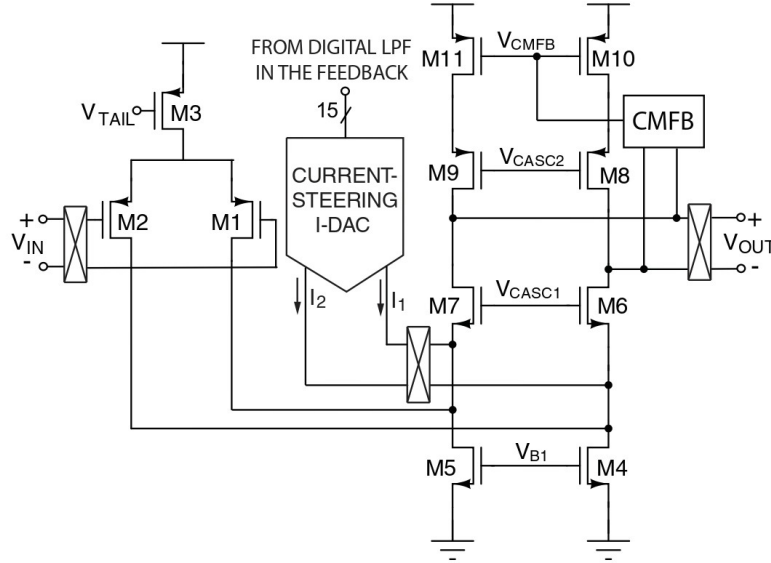 V_CMFB
M11
M10
FROM DIGITAL LPF
IN THE FEEDBACK
15
V_TAIL
M3
CMFB
CURRENT-
STEERING
I-DAC
M9
V_CASC2
M8
+
V_IN
-
M2
M1
+
V_OUT
-
I_2
I_1
V_CASC1
M7
M6
M5
V_B1
M4